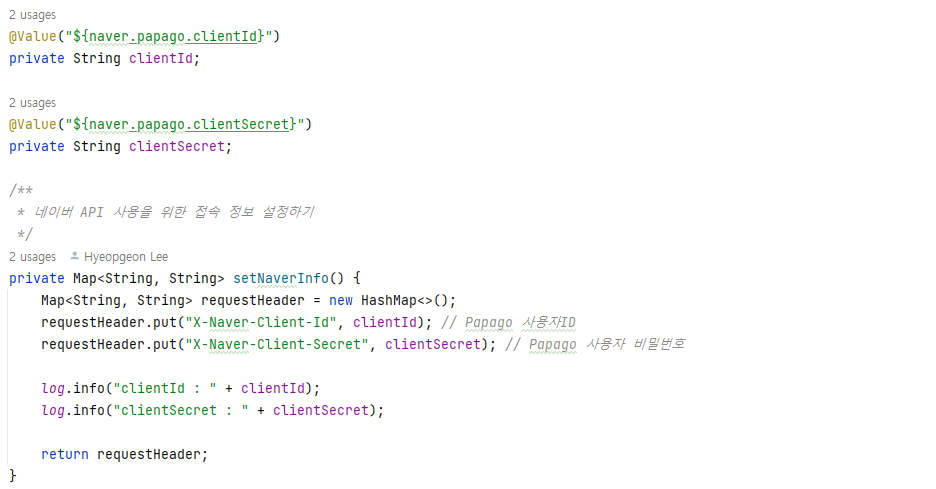 2 usages
@Value("${naver.papago.clientId}")
private String clientId;
2 usages
@Value("${naver.papago.clientSecret}")
private String clientSecret;
/**
 * 네이버 API 사용을 위한 접속 정보 설정하기
 */
2 usages Hyeopgeon Lee
private Map<String, String> setNaverInfo() {
    Map<String, String> requestHeader = new HashMap<>();
    requestHeader.put("X-Naver-Client-Id", clientId); // Papago 사용자ID
    requestHeader.put("X-Naver-Client-Secret", clientSecret); // Papago 사용자 비밀번호
    log.info("clientId : " + clientId);
    log.info("clientSecret : " + clientSecret);
    return requestHeader;
}